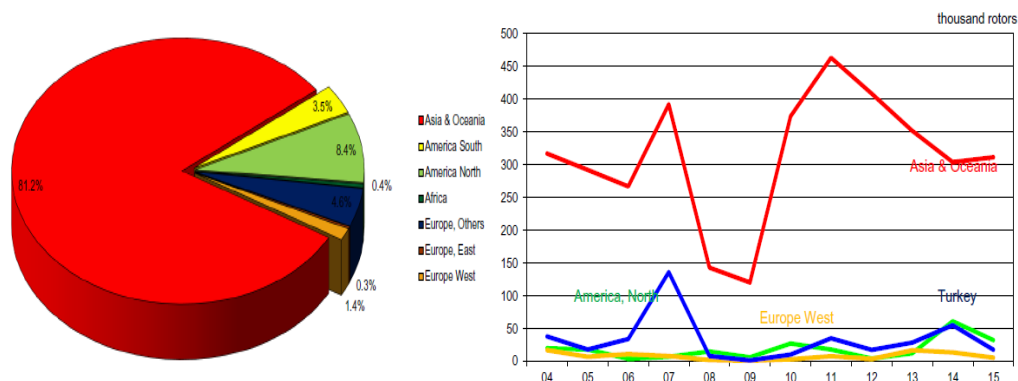 81.2%
3.5%
8.4%
0.4%
4.6%
0.3%
1.4%
Asia & Oceania
America South
America North
Africa
Europe, Others
Europe, East
Europe West
thousand rotors
500
450
400
350
300
250
200
150
100
50
0
Asia & Oceania
America, North
Turkey
Europe West
04 05 06 07 08 09 10 11 12 13 14 15